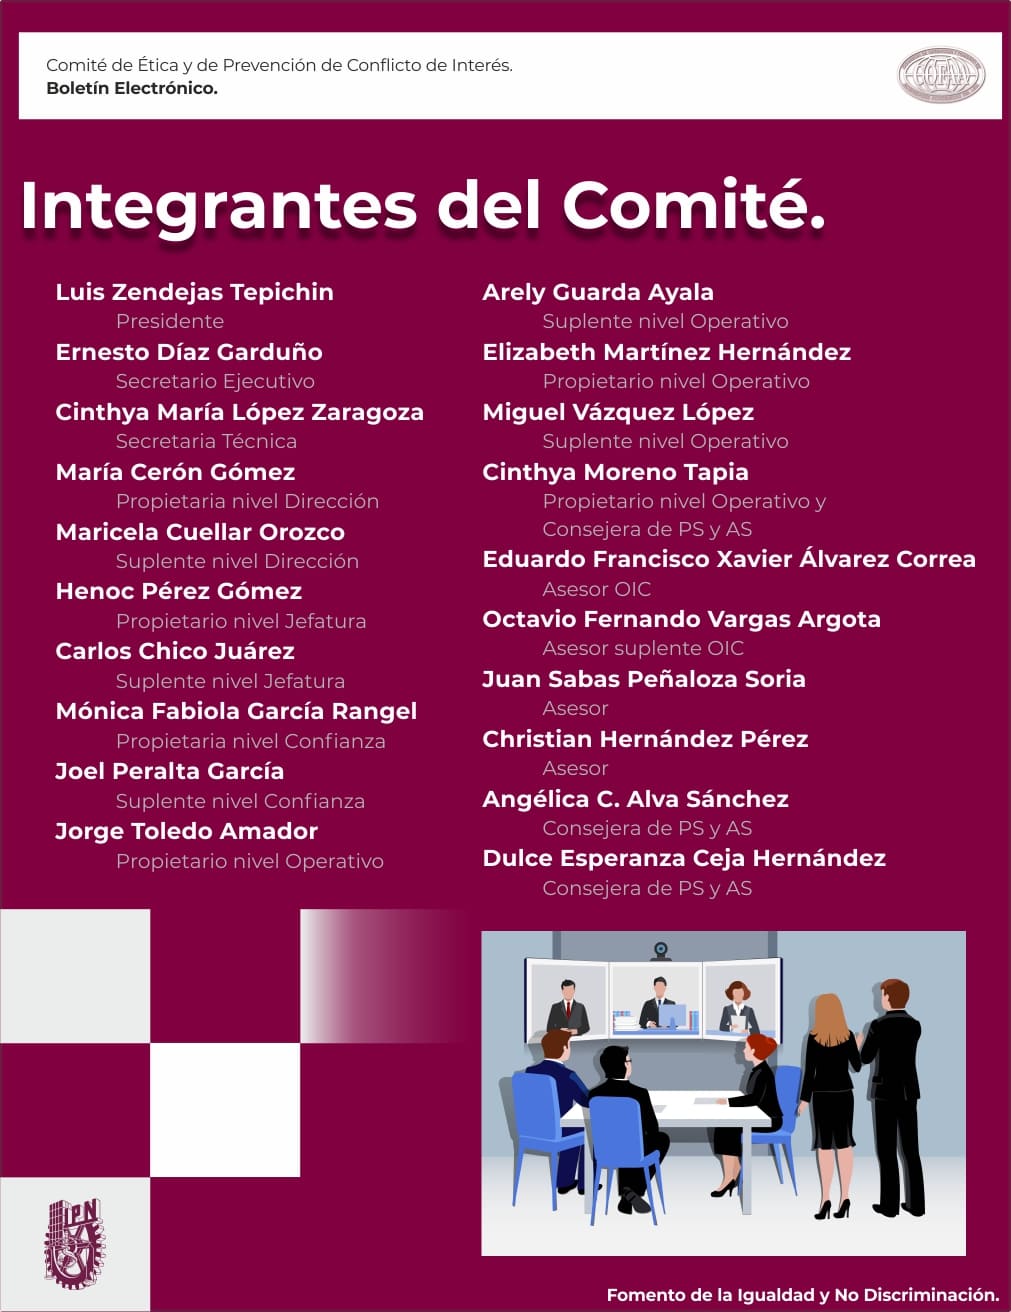 Comité de Ética y de Prevención de Conflicto de Interés.
Boletín Electrónico.
COFAA
Integrantes del Comité.
Luis Zendejas Tepichin
Presidente
Ernesto Díaz Garduño
Secretario Ejecutivo
Cinthya María López Zaragoza
Secretaria Técnica
María Cerón Gómez
Propietaria nivel Dirección
Maricela Cuellar Orozco
Suplente nivel Dirección
Henoc Pérez Gómez
Propietario nivel Jefatura
Carlos Chico Juárez
Suplente nivel Jefatura
Mónica Fabiola García Rangel
Propietaria nivel Confianza
Joel Peralta García
Suplente nivel Confianza
Jorge Toledo Amador
Propietario nivel Operativo
Arely Guarda Ayala
Suplente nivel Operativo
Elizabeth Martínez Hernández
Propietario nivel Operativo
Miguel Vázquez López
Suplente nivel Operativo
Cinthya Moreno Tapia
Propietario nivel Operativo y
Consejera de PS y AS
Eduardo Francisco Xavier Álvarez Correa
Asesor OIC
Octavio Fernando Vargas Argota
Asesor suplente OIC
Juan Sabas Peñaloza Soria
Asesor
Christian Hernández Pérez
Asesor
Angélica C. Alva Sánchez
Consejera de PS y AS
Dulce Esperanza Ceja Hernández
Consejera de PS y AS
IPN
Fomento de la Igualdad y No Discriminación.